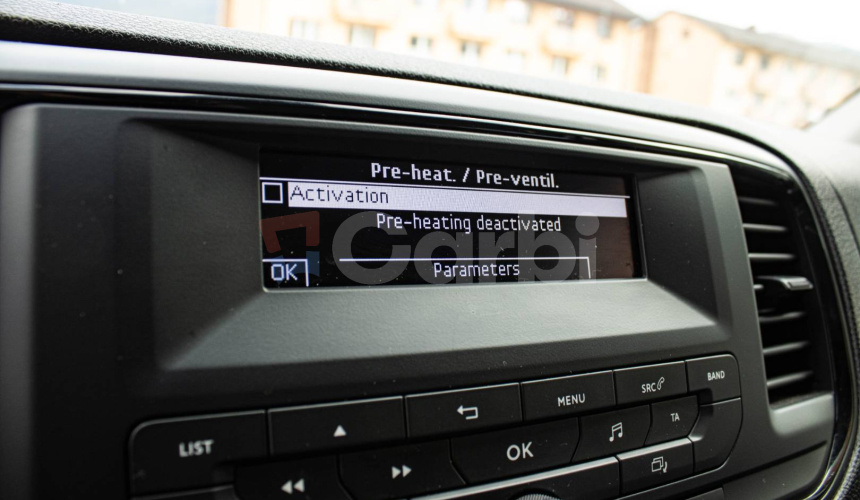 Pre-heat. / Pre-ventil.
Activation
Pre-heating deactivated
Carbi
OK
Parameters
BAND
SRC
MENU
TA
LIST
OK